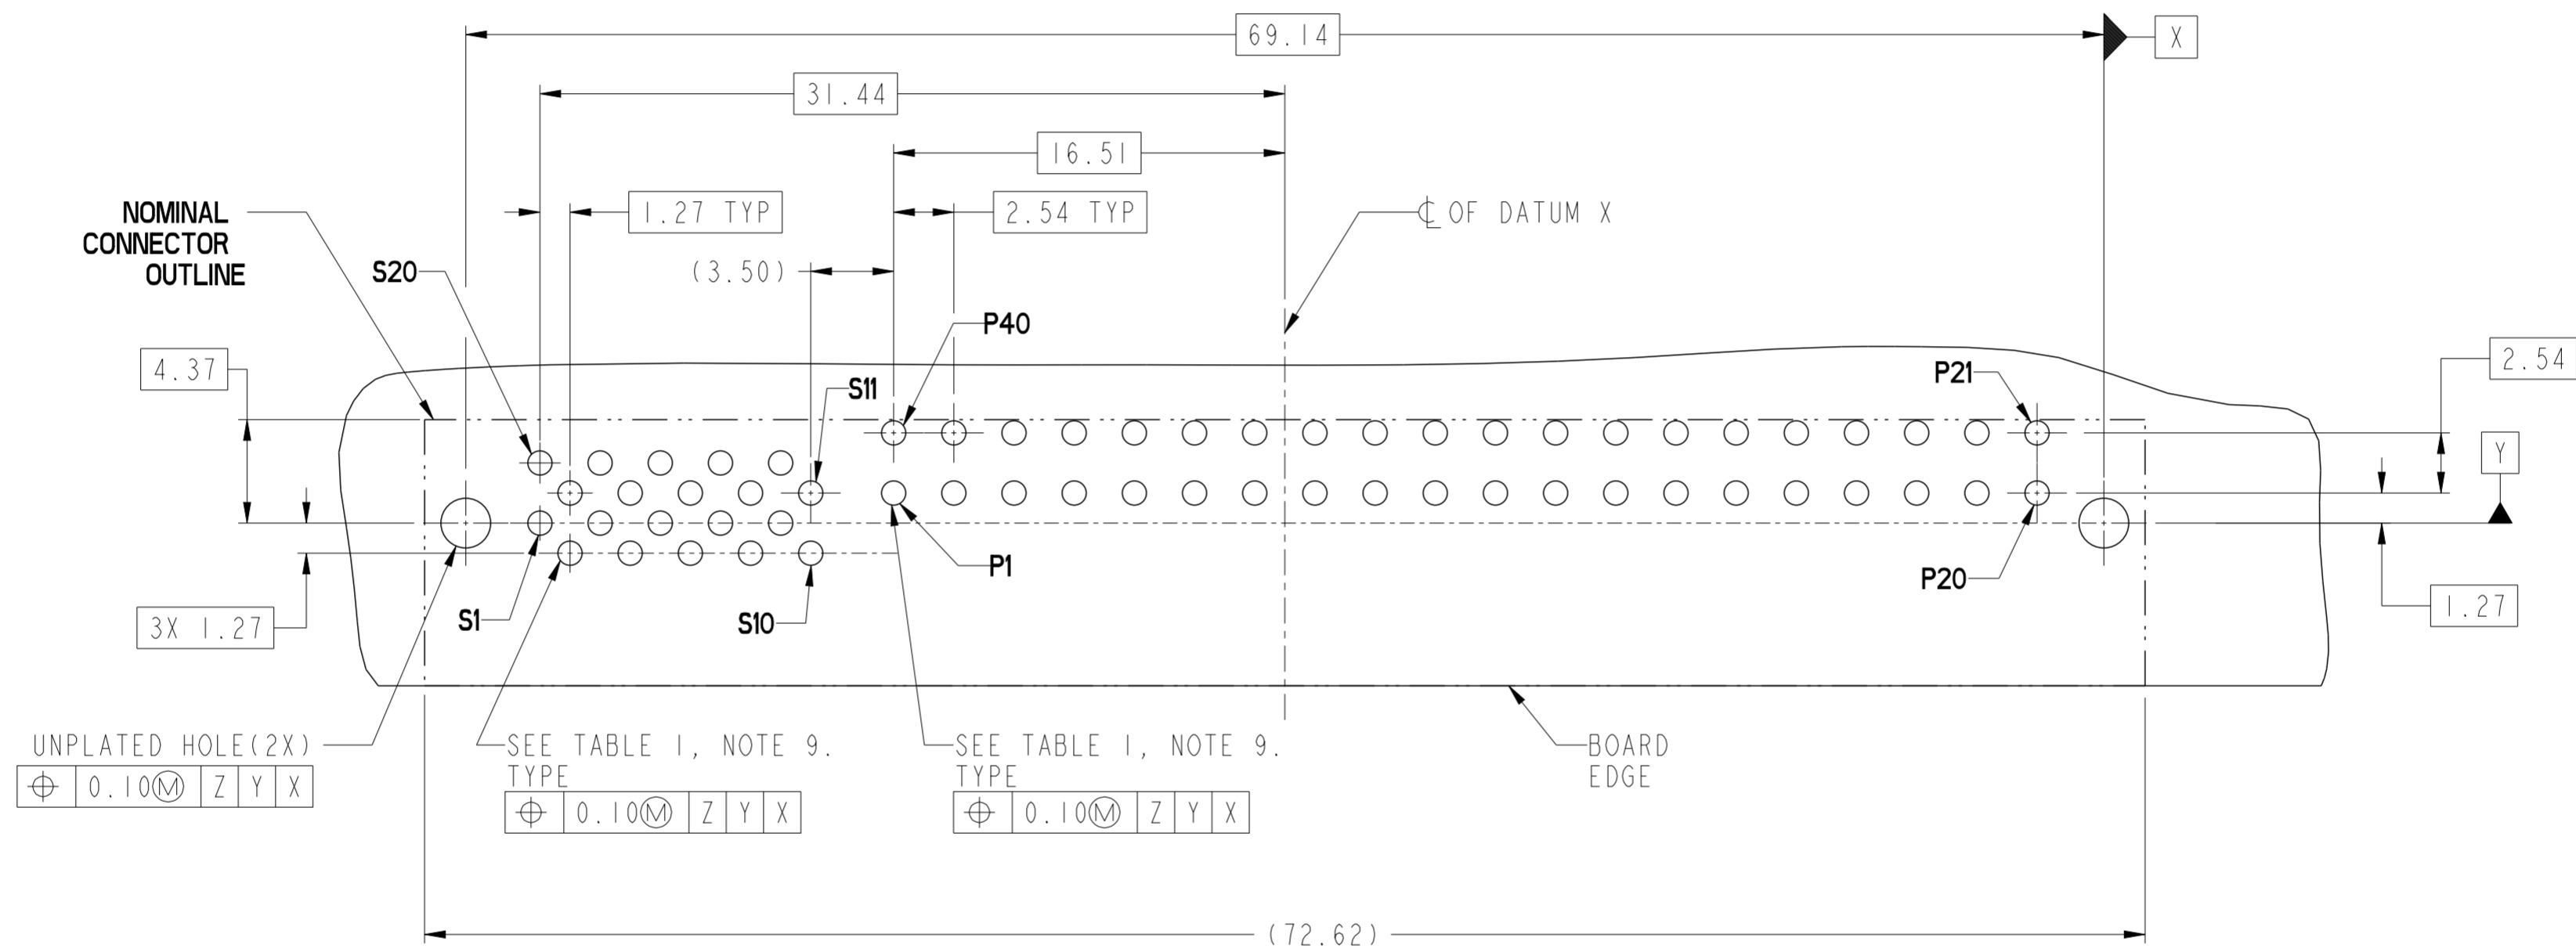 69.14
X
31.44
16.51
NOMINAL
CONNECTOR
OUTLINE
1.27 TYP
2.54 TYP
℄ OF DATUM X
S20
(3.50)
P40
4.37
S11
P21
2.54
Y
P1
P20
S1
S10
3X 1.27
1.27
UNPLATED HOLE(2X)
⌖ 0.10Ⓜ Z Y X
SEE TABLE 1, NOTE 9.
TYPE
⌖ 0.10Ⓜ Z Y X
SEE TABLE 1, NOTE 9.
TYPE
⌖ 0.10Ⓜ Z Y X
BOARD
EDGE
(72.62)